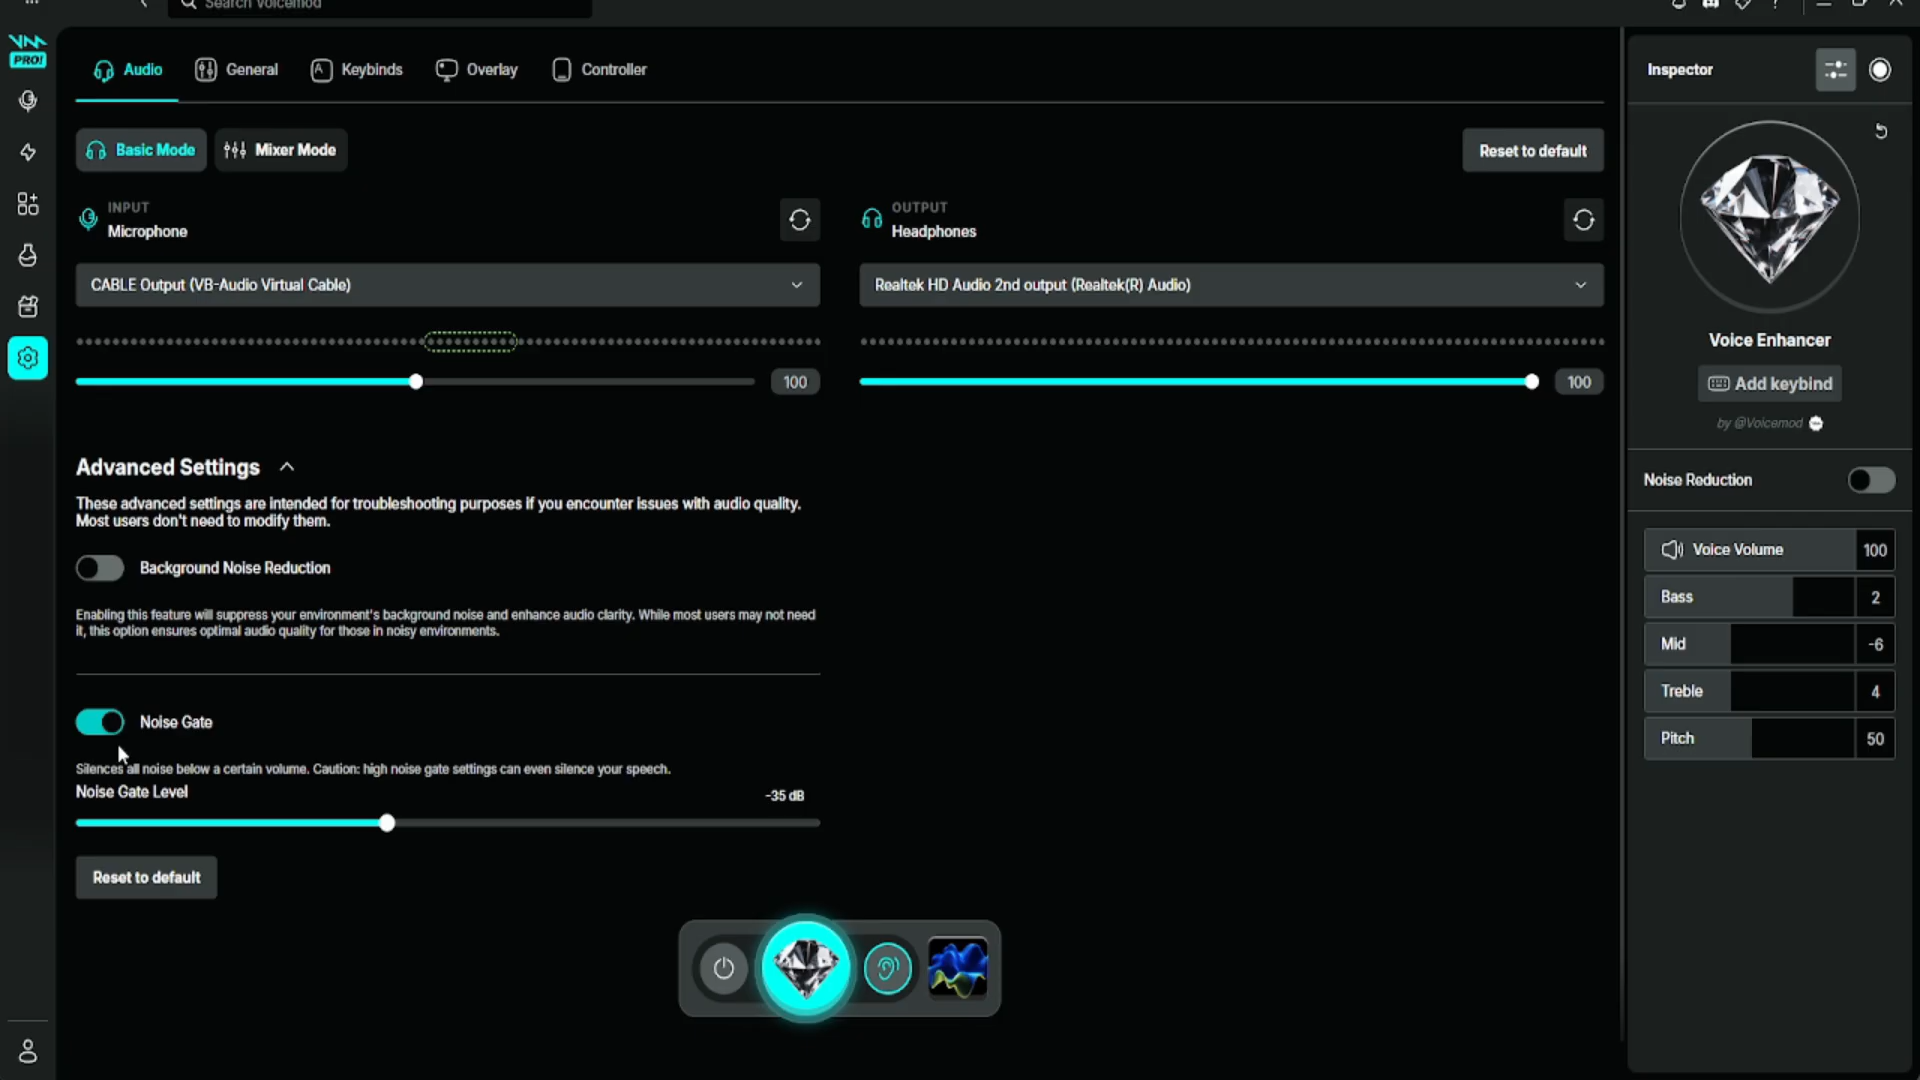 Search Voicemod
PRO!
Audio
General
Keybinds
Overlay
Controller
Inspector
Basic Mode
Mixer Mode
Reset to default
INPUT
Microphone
OUTPUT
Headphones
CABLE Output (VB-Audio Virtual Cable)
Realtek HD Audio 2nd output (Realtek(R) Audio)
100
100
Voice Enhancer
Add keybind
by @Voicemod
Advanced Settings
These advanced settings are intended for troubleshooting purposes if you encounter issues with audio quality.
Most users don't need to modify them.
Background Noise Reduction
Enabling this feature will suppress your environment's background noise and enhance audio clarity. While most users may not need
it, this option ensures optimal audio quality for those in noisy environments.
Noise Gate
Silences all noise below a certain volume. Caution: high noise gate settings can even silence your speech.
Noise Gate Level
-35 dB
Reset to default
Noise Reduction
Voice Volume 100
Bass 2
Mid -6
Treble 4
Pitch 50